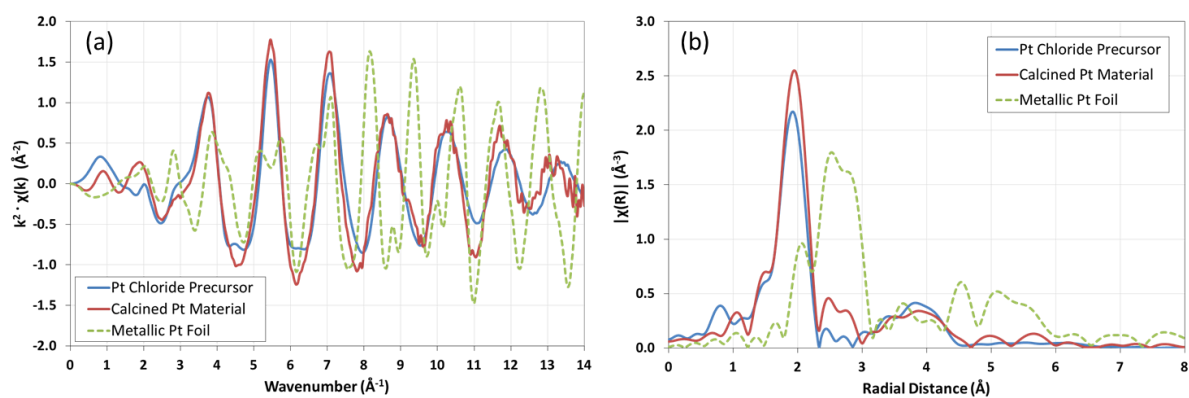 (a)
2.0
1.5
1.0
0.5
0.0
-0.5
-1.0
-1.5
-2.0
k² · χ(k) (Å⁻²)
Pt Chloride Precursor
Calcined Pt Material
Metallic Pt Foil
0 1 2 3 4 5 6 7 8 9 10 11 12 13 14
Wavenumber (Å⁻¹)
(b)
3.0
2.5
2.0
1.5
1.0
0.5
0.0
|χ(R)| (Å⁻³)
Pt Chloride Precursor
Calcined Pt Material
Metallic Pt Foil
0 1 2 3 4 5 6 7 8
Radial Distance (Å)